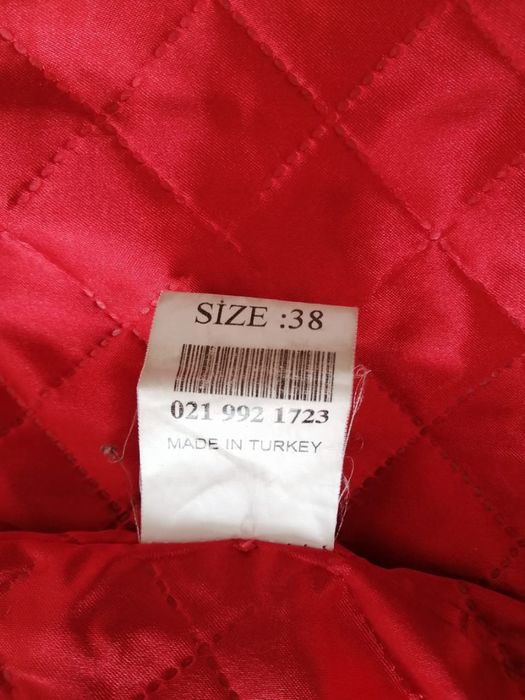 SİZE :38
021 992 1723
MADE IN TURKEY